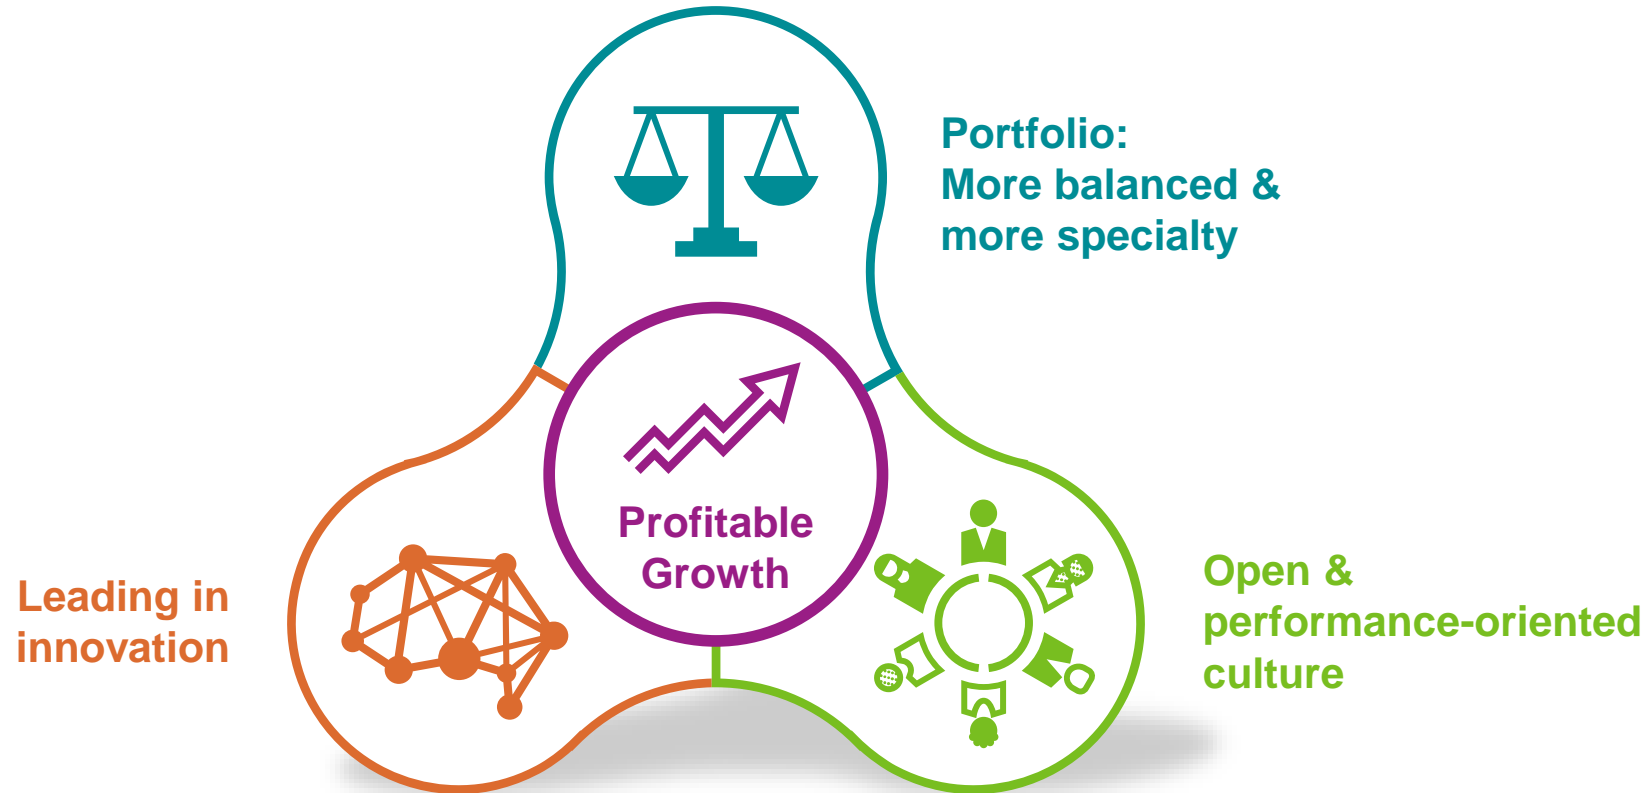 Portfolio:
More balanced &
more specialty
Profitable
Growth
Leading in
innovation
Open &
performance-oriented
culture